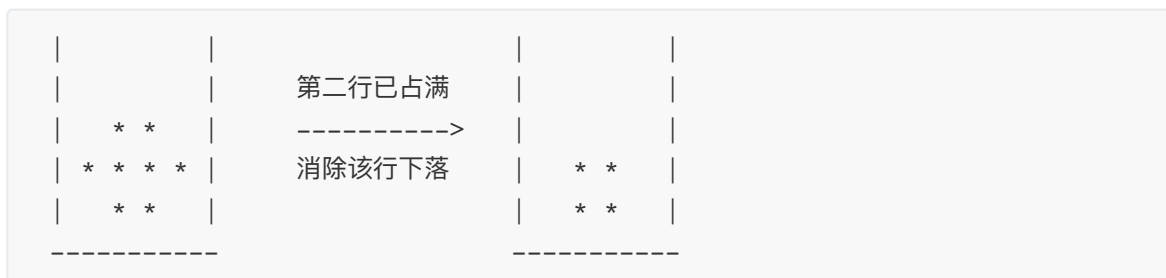 |         |                   |         |
|         |     第二行已占满    |         |
|   * *   |     ---------->   |         |
| * * * * |     消除该行下落    |   * *   |
|   * *   |                   |   * *   |
-----------                   -----------